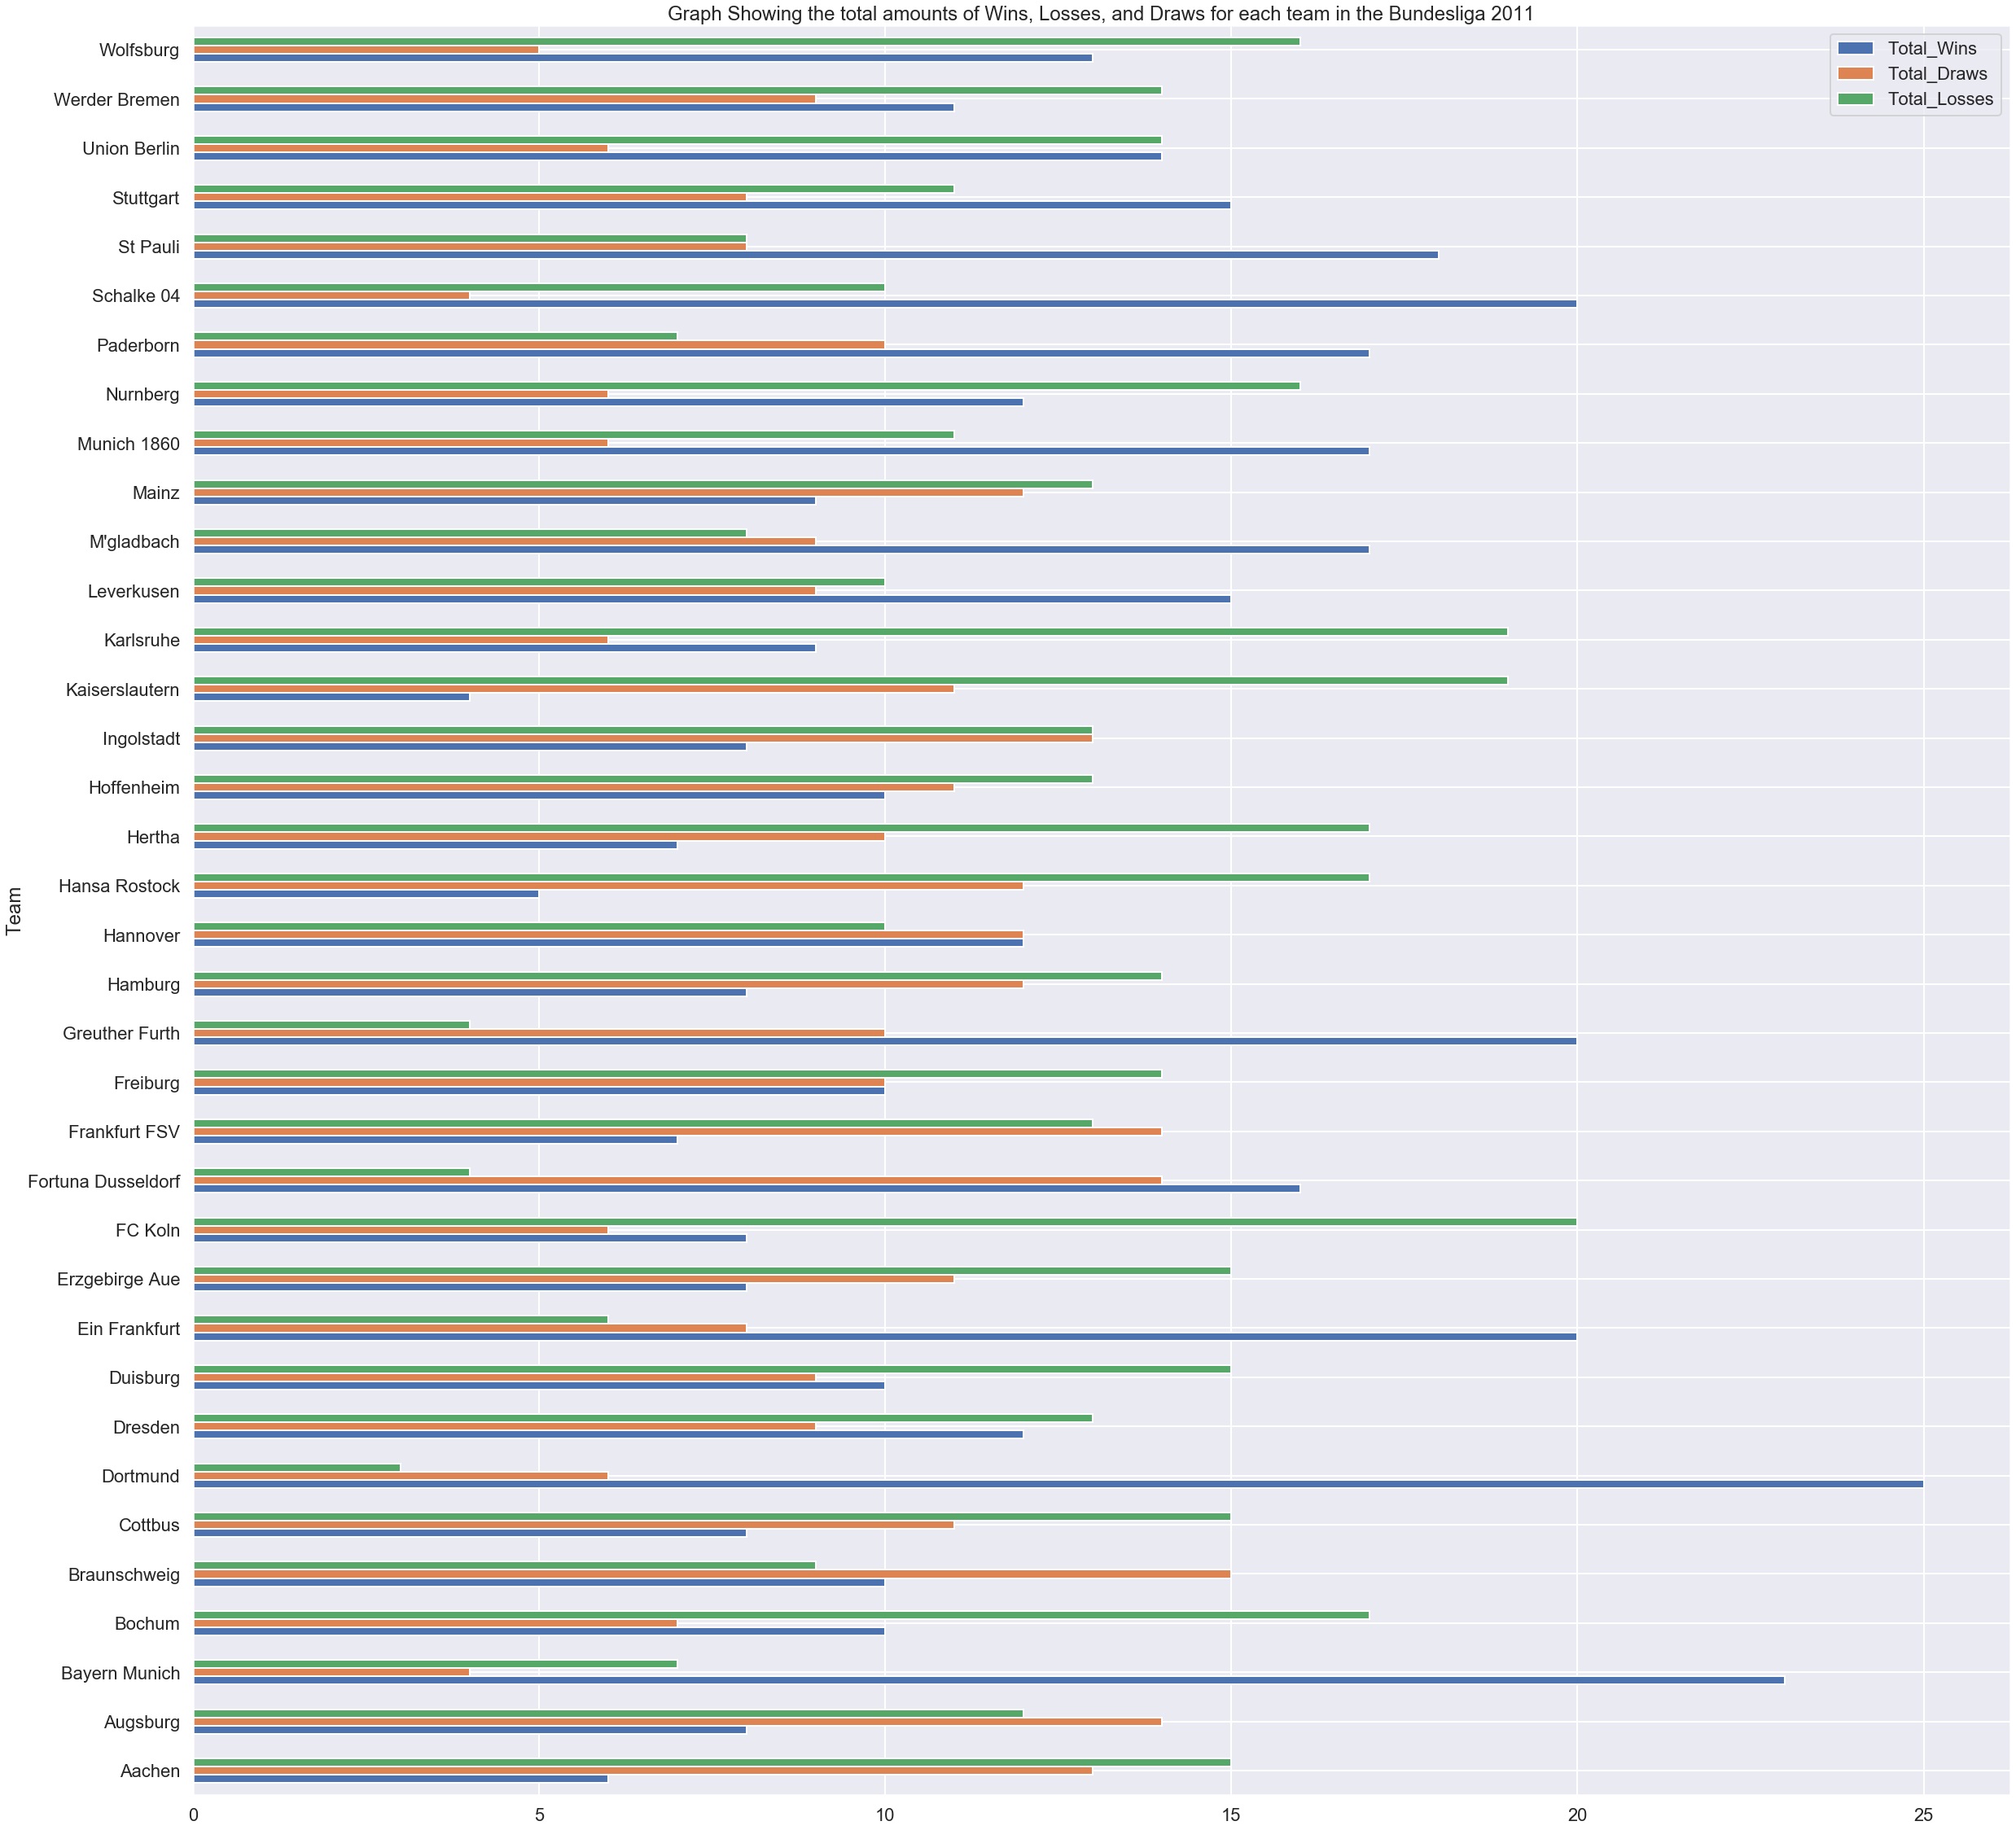 Graph Showing the total amounts of Wins, Losses, and Draws for each team in the Bundesliga 2011
Total_Wins
Total_Draws
Total_Losses
Team
Wolfsburg
Werder Bremen
Union Berlin
Stuttgart
St Pauli
Schalke 04
Paderborn
Nurnberg
Munich 1860
Mainz
M'gladbach
Leverkusen
Karlsruhe
Kaiserslautern
Ingolstadt
Hoffenheim
Hertha
Hansa Rostock
Hannover
Hamburg
Greuther Furth
Freiburg
Frankfurt FSV
Fortuna Dusseldorf
FC Koln
Erzgebirge Aue
Ein Frankfurt
Duisburg
Dresden
Dortmund
Cottbus
Braunschweig
Bochum
Bayern Munich
Augsburg
Aachen
0 5 10 15 20 25